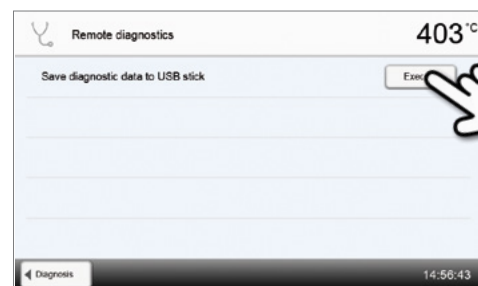 Remote diagnostics
403 °C
Save diagnostic data to USB stick
Diagnosis
14:56:43